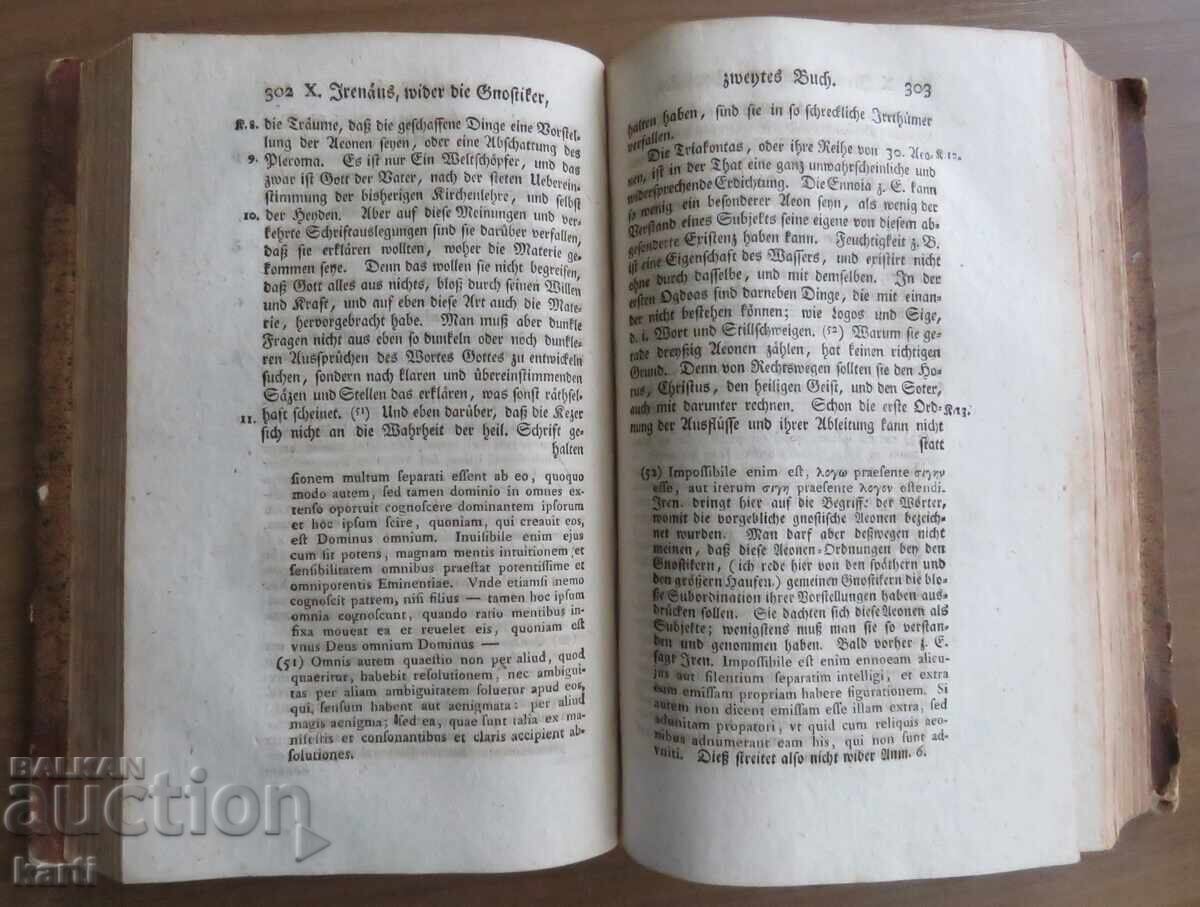 302 X. Irenäus, wider die Gnostiker,
K. 8. die Träume, daß die geschaffene Dinge eine Vorstel-
lung der Aeonen seyen, oder eine Abschattung des
9. Pleroma. Es ist nur Ein Weltschöpfer, und das
zwar ist Gott der Vater, nach der steten Ueberein-
stimmung der bisherigen Kirchenlehre, und selbst
10. der Heyden. Aber auf diese Meinungen und ver-
kehrte Schriftauslegungen sind sie darüber verfallen,
daß sie erklären wollten, woher die Materie ge-
kommen seye. Denn das wollen sie nicht begreifen,
daß Gott alles aus nichts, bloß durch seinen Willen
und Kraft, und auf eben diese Art auch die Mate-
rie, hervorgebracht habe. Man muß aber dunkle
Fragen nicht aus eben so dunkeln oder noch dunkle-
ren Aussprüchen des Wortes Gottes zu entwickeln
suchen, sondern nach klaren und übereinstimmenden
Säzen und Stellen das erklären, was sonst räthsel-
11. haft scheinet. (51) Und eben darüber, daß die Kezer
sich nicht an die Wahrheit der heil. Schrift ge-
halten
sionem multum separati essent ab eo, quoquo
modo autem, sed tamen dominio in omnes ex-
tenso oportuit cognoscere dominantem ipsorum
et hoc ipsum scire, quoniam, qui creauit eos,
est Dominus omnium. Inuisibile enim ejus
cum sit potens, magnam mentis intuitionem et
sensibilitatem omnibus praestat potentissime et
omniporentis Eminentiae. Vnde etiamsi nemo
cognoscit patrem, nisi filius — tamen hoc ipsum
omnia cognoscunt, quando ratio mentibus in-
fixa moueat ea et reuelet eis, quoniam est
vnus Deus omnium Dominus —
(51) Omnis autem quaestio non per aliud, quod
quaeritur, habebit resolutionem, nec ambigui-
tas per aliam ambiguitatem soluetur apud eos,
qui, sensum habent aut aenigmata: per aliud
magis aenigma; sed ea, quae sunt talia ex ma-
nifestis et consonantibus et claris accipient ab-
solutiones.
zweytes Buch. 303
halten haben, sind sie in so schreckliche Irrthümer
verfallen.
Die Triakontas, oder ihre Reihe von 30. Aeo- K. 12.
nen, ist in der That eine ganz unwahrscheinliche und
widersprechende Erdichtung. Die Ennoia z. E. kann
so wenig ein besonderer Aeon seyn, als wenig der
Verstand eines Subjekts seine eigene von diesem ab-
gesonderte Existenz haben kann. Feuchtigkeit z. B.
ist eine Eigenschaft des Wassers, und existirt nicht
ohne durch dasselbe, und mit demselben. In der
ersten Ogdoas sind darneben Dinge, die mit einan-
der nicht bestehen können; wie Logos und Sige,
d. i. Wort und Stillschweigen. (52) Warum sie ge-
rade dreyßig Aeonen zählen, hat keinen richtigen
Grund. Denn von Rechtswegen sollten sie den Ho-
rus, Christus, den heiligen Geist, und den Soter,
auch mit darunter rechnen. Schon die erste Ord- K. 13.
nung der Ausflüsse und ihrer Ableitung kann nicht
statt
(52) Impossibile enim est, λογω praesente σιγην
esse, aut iterum σιγη praesente λογον ostendi.
Iren. dringt hier auf die Begriff: der Wörter,
womit die vorgebliche gnostische Aeonen bezeich-
net wurden. Man darf aber deßwegen nicht
meinen, daß diese Aeonen-Ordnungen bey den
Gnostikern, (ich rede hier von den späthern und
den größern Haufen) gemeinen Gnostikern die blo-
ße Subordination ihrer Vorstellungen haben aus-
drücken sollen. Sie dachten sich diese Aeonen als
Subjekte; wenigstens muß man sie so verstan-
den und genommen haben. Bald vorher z. E.
sagt Iren. Impossibile est enim ennoeam alicu-
jus aut silentium separatim intelligi, et extra
eum emissam propriam habere figurationem. Si
autem non dicent emissam esse illam extra, sed
adunitam propatori, vt quid cum reliquis aeo-
nibus adnumerant eam his, qui non sunt ad-
vniti. Dieß streitet also nicht wider Anm. 6.
BALKAN
auction
karti